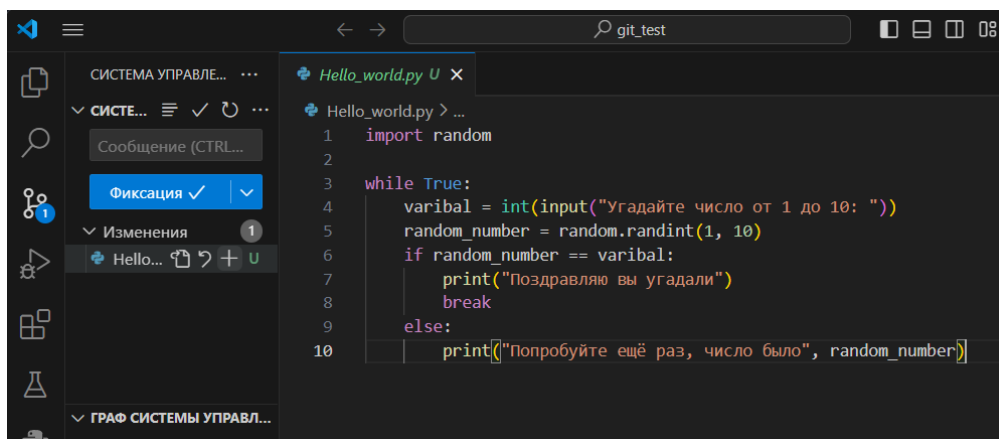 git_test
СИСТЕМА УПРАВЛЕ... ...
Hello_world.py U
СИСТЕ... ...
Hello_world.py > ...
Сообщение (CTRL...
Фиксация
Изменения 1
Hello... U
1
1 import random
2
3 while True:
4 varibal = int(input("Угадайте число от 1 до 10: "))
5 random_number = random.randint(1, 10)
6 if random_number == varibal:
7 print("Поздравляю вы угадали")
8 break
9 else:
10 print("Попробуйте ещё раз, число было", random_number)
ГРАФ СИСТЕМЫ УПРАВЛ...